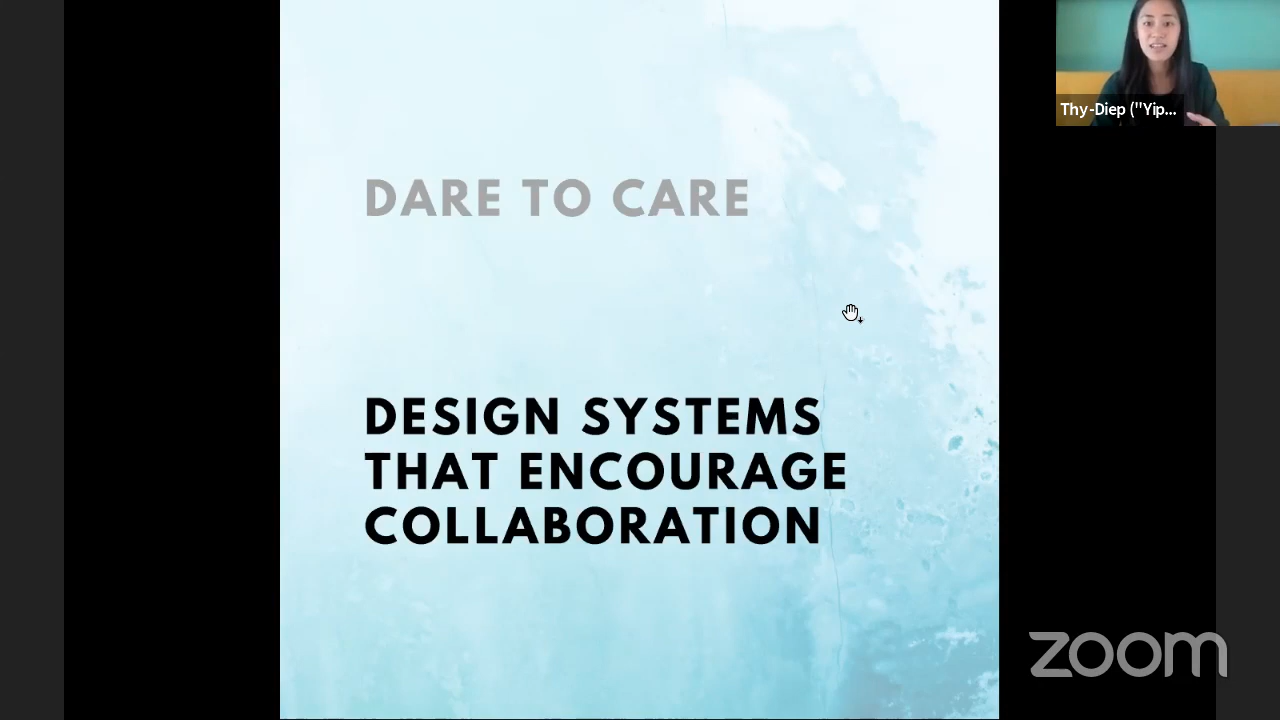 DARE TO CARE
DESIGN SYSTEMS
THAT ENCOURAGE
COLLABORATION
Thy-Diep ("Yip...
zoom